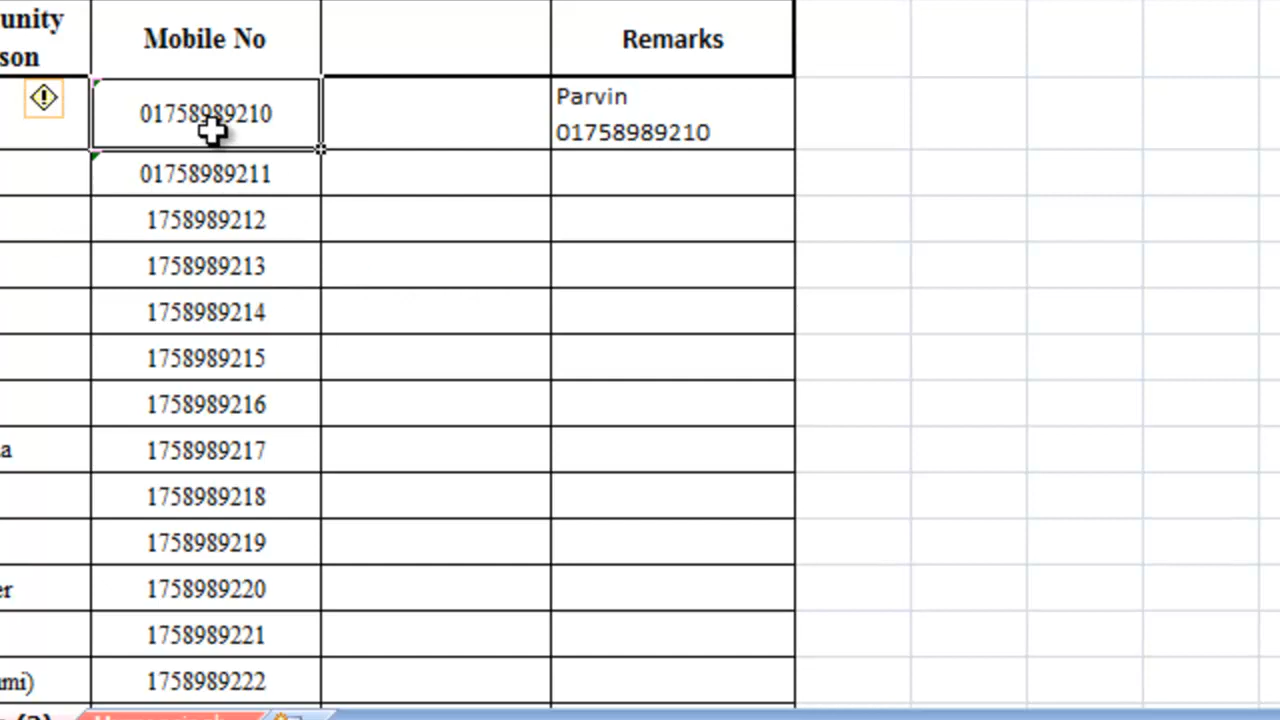 unity
son
Mobile No
Remarks
01758989210
Parvin
01758989210
01758989211
1758989212
1758989213
1758989214
1758989215
1758989216
a
1758989217
1758989218
1758989219
er
1758989220
1758989221
umi)
1758989222